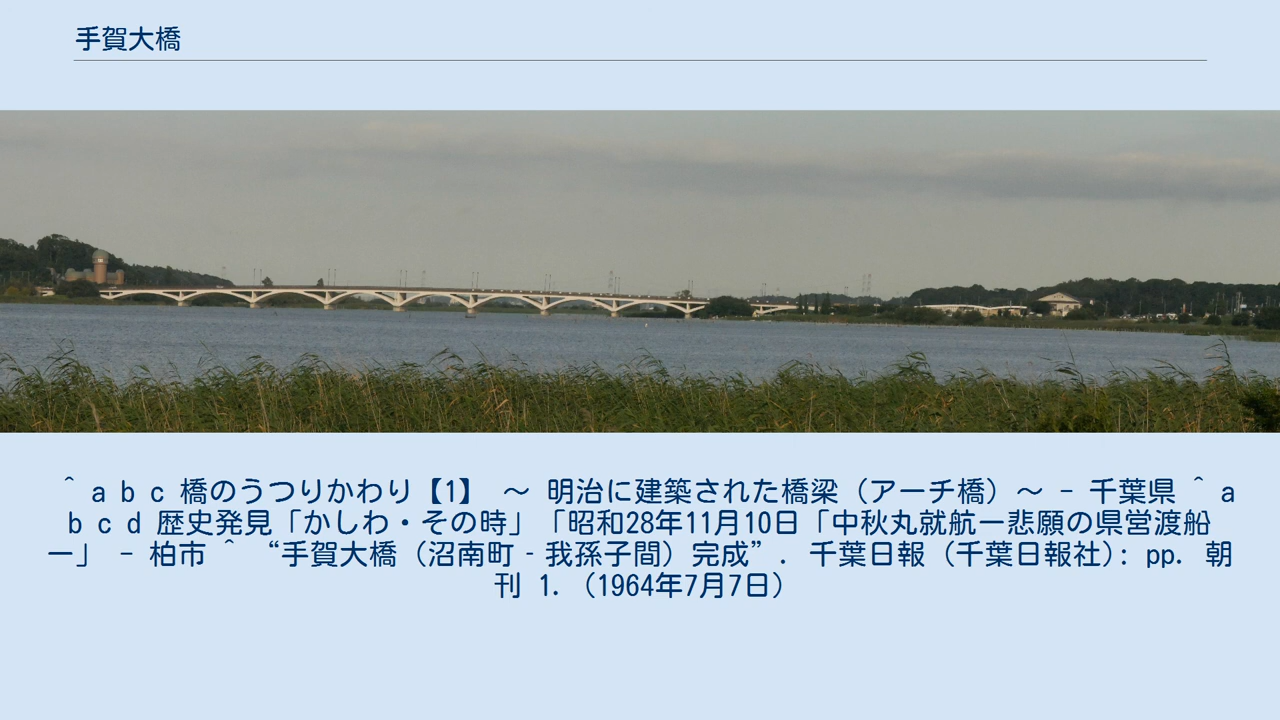 手賀大橋
^ a b c 橋のうつりかわり【1】 ～ 明治に建築された橋梁（アーチ橋）～ - 千葉県 ^ a
b c d 歴史発見「かしわ・その時」「昭和28年11月10日「中秋丸就航―悲願の県営渡船
―」 - 柏市 ^ “手賀大橋（沼南町‐我孫子間）完成”. 千葉日報（千葉日報社）: pp. 朝
刊 1. （1964年7月7日）